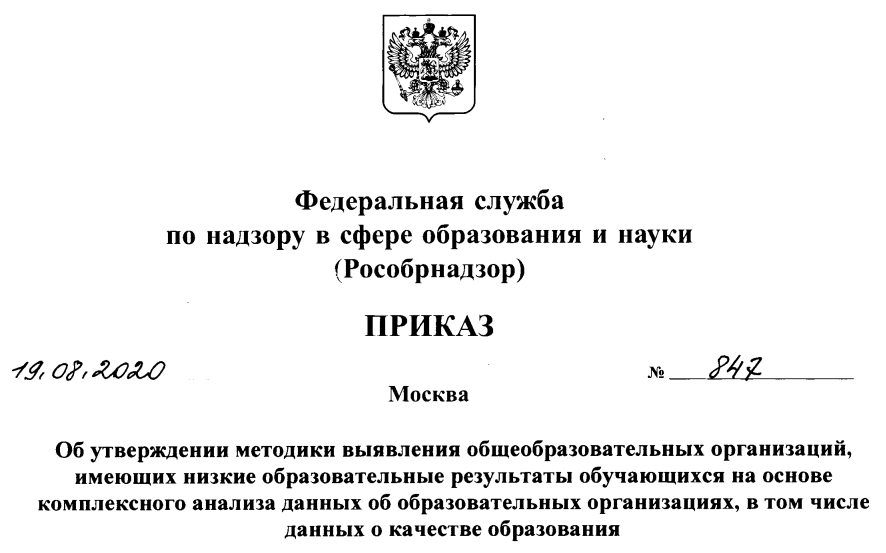 Федеральная служба
по надзору в сфере образования и науки
(Рособрнадзор)
ПРИКАЗ
19.08.2020 № 847
Москва
Об утверждении методики выявления общеобразовательных организаций,
имеющих низкие образовательные результаты обучающихся на основе
комплексного анализа данных об образовательных организациях, в том числе
данных о качестве образования